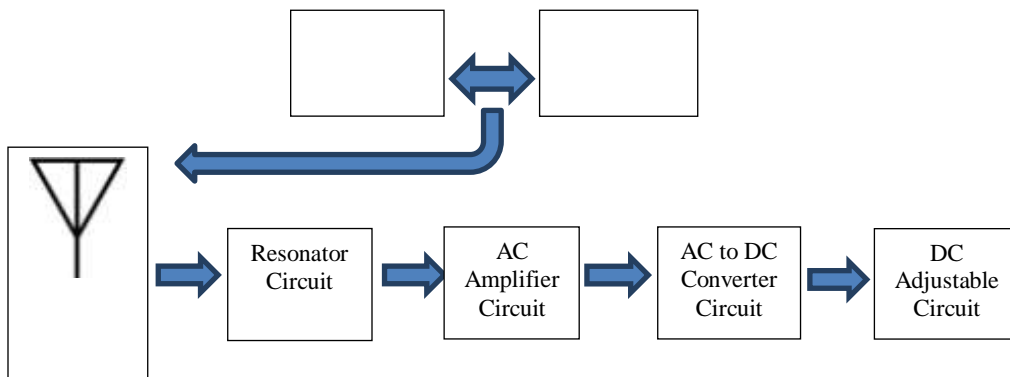 Resonator
Circuit
AC
Amplifier
Circuit
AC to DC
Converter
Circuit
DC
Adjustable
Circuit